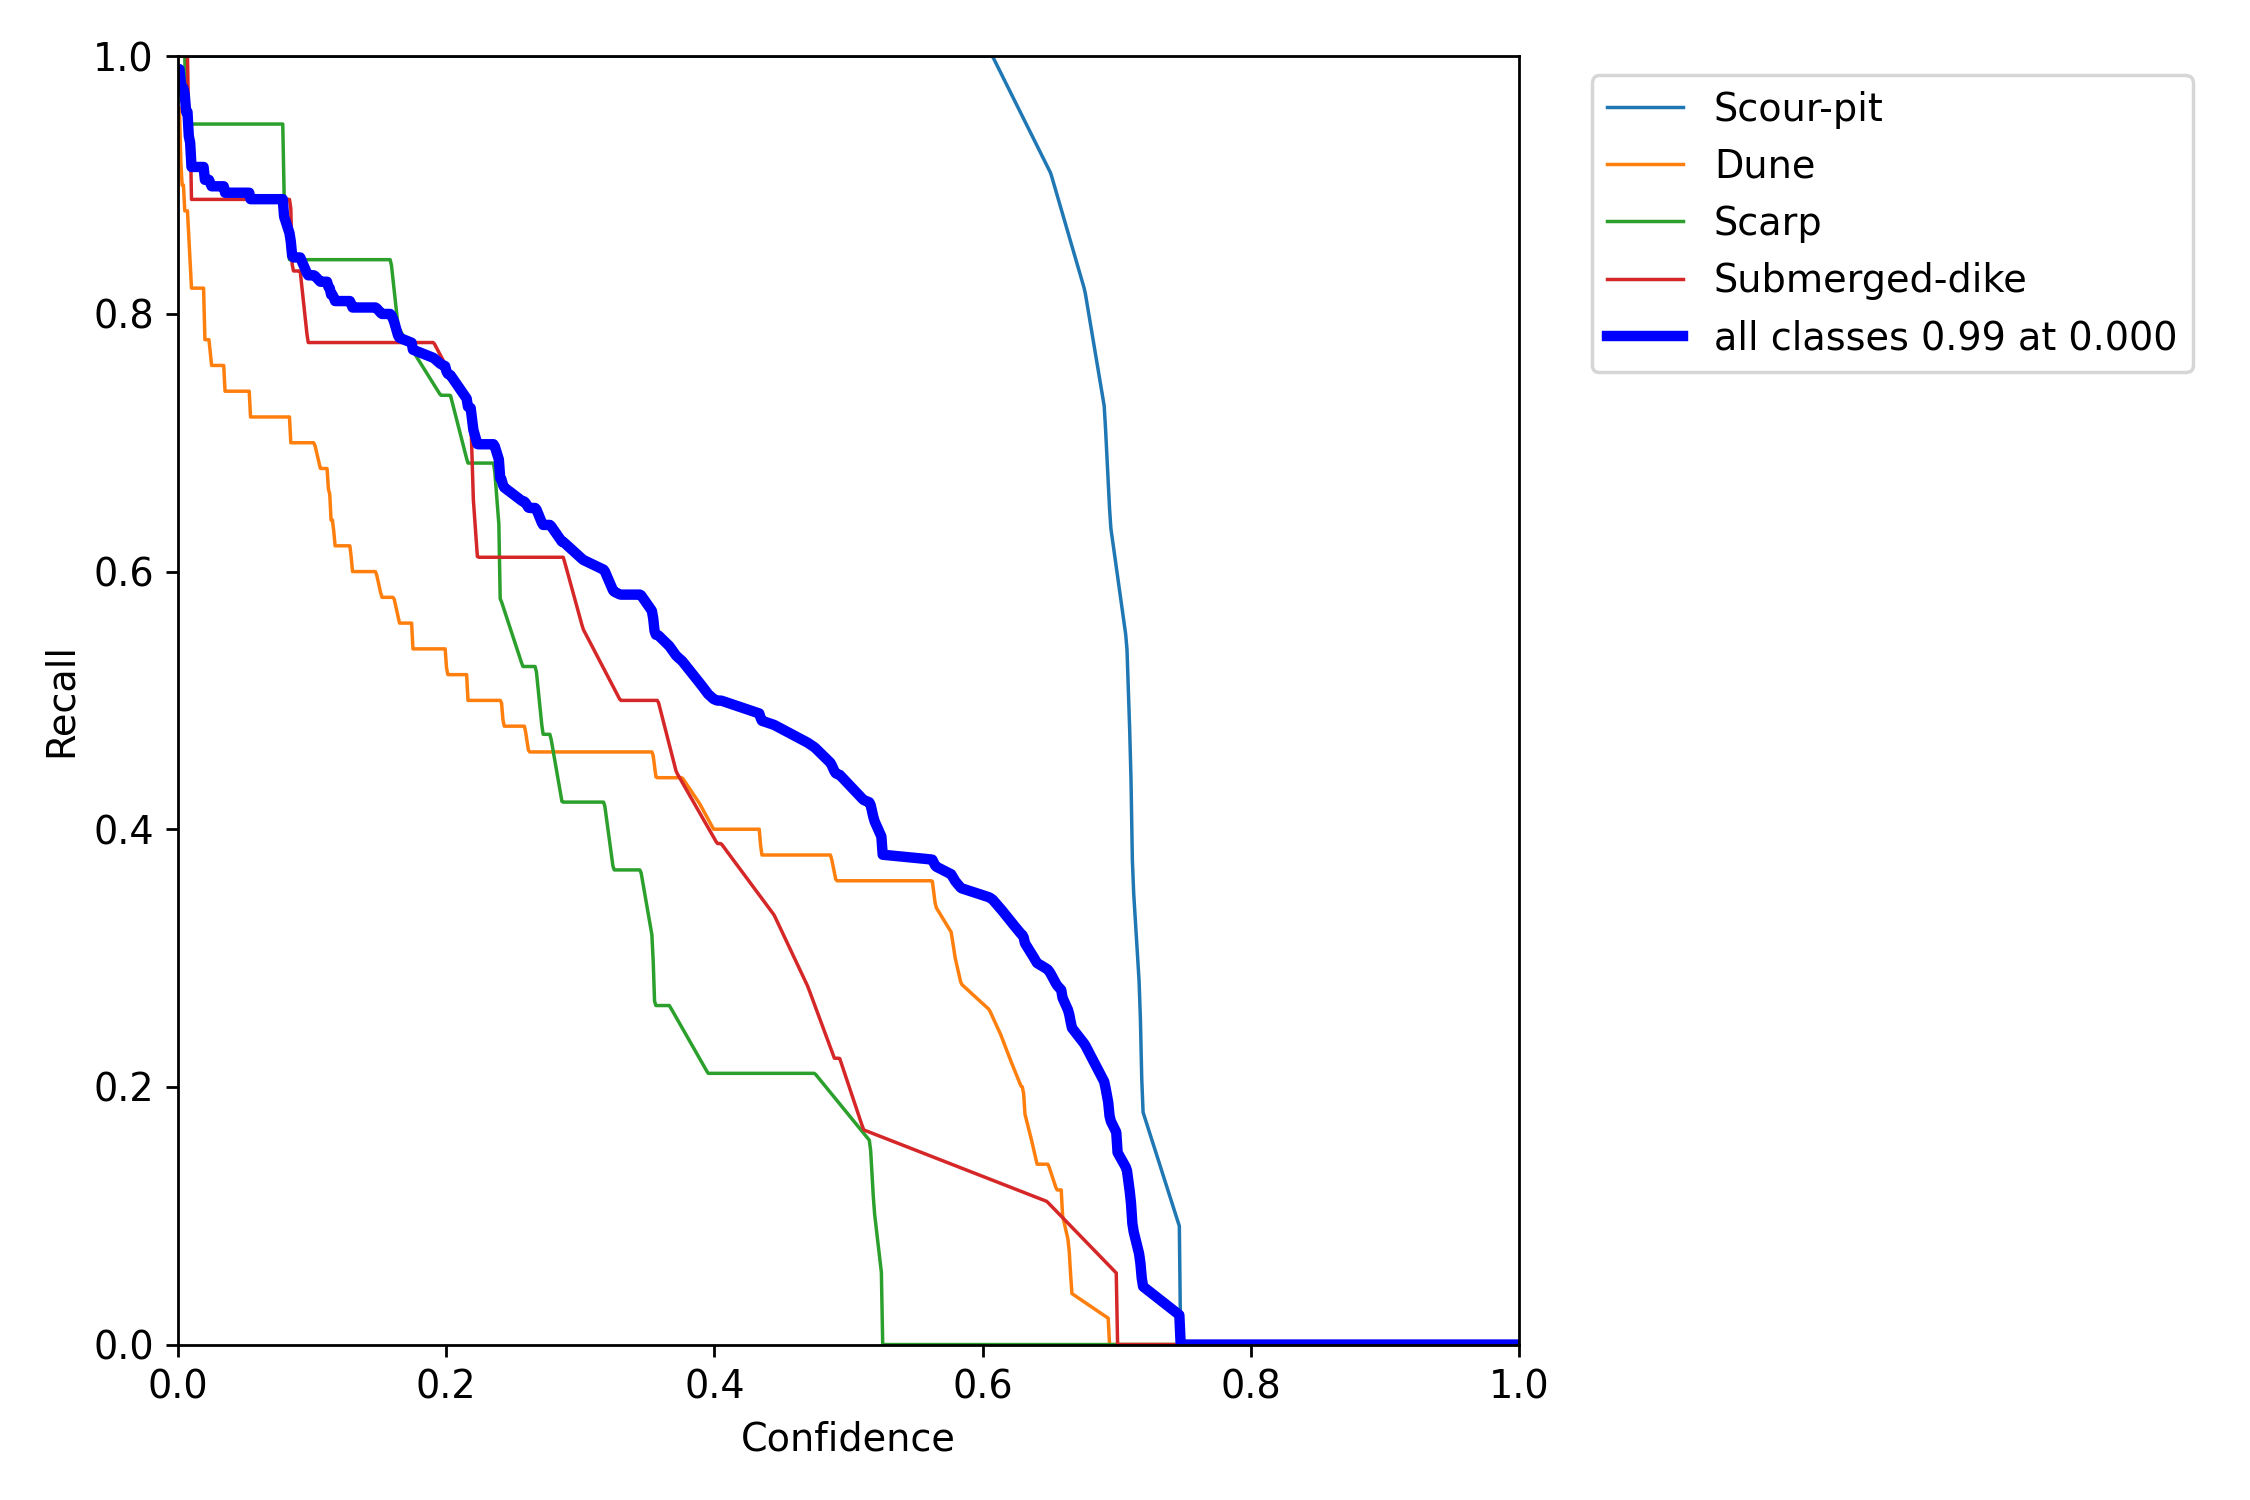 1.0
0.8
0.6
0.4
0.2
0.0
Recall
0.0 0.2 0.4 0.6 0.8 1.0
Confidence
Scour-pit
Dune
Scarp
Submerged-dike
all classes 0.99 at 0.000